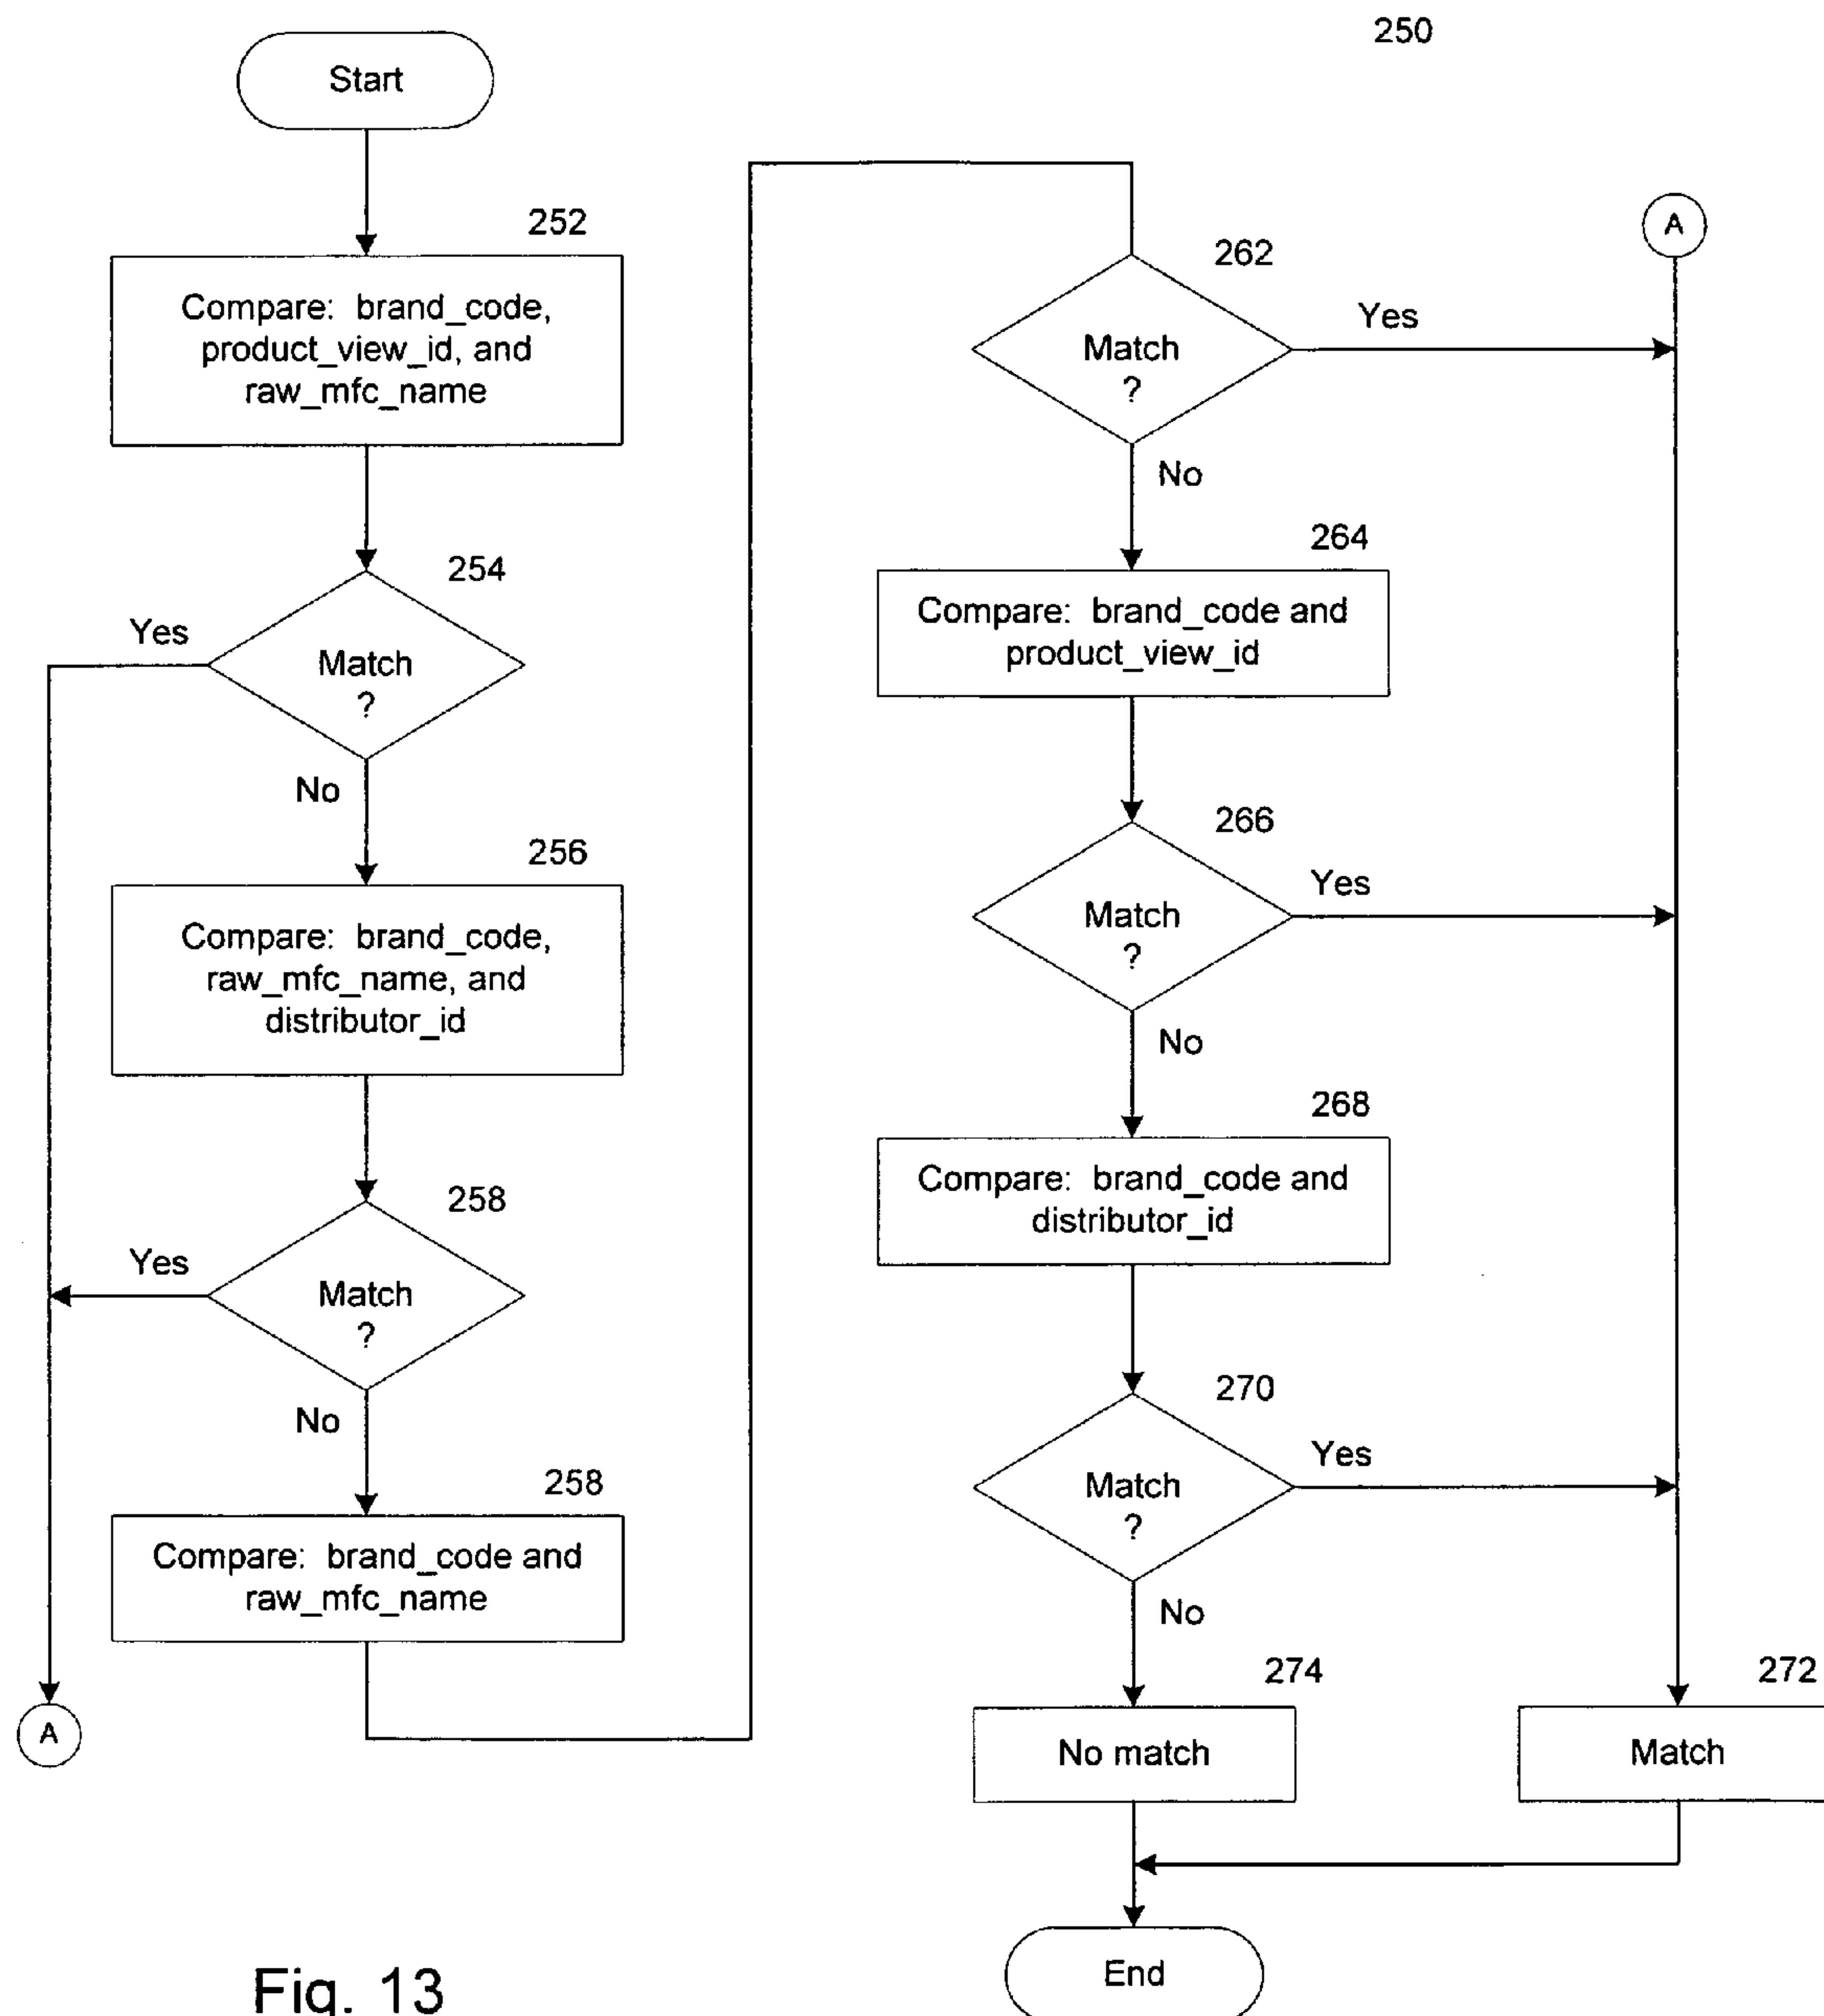 250
Start
252
Compare: brand_code,
product_view_id, and
raw_mfc_name
254
Yes
Match
?
No
256
Compare: brand_code,
raw_mfc_name, and
distributor_id
258
Yes
Match
?
No
258
Compare: brand_code and
raw_mfc_name
A
262
Match
?
Yes
No
264
Compare: brand_code and
product_view_id
266
Match
?
Yes
No
268
Compare: brand_code and
distributor_id
270
Match
?
Yes
No
274
No match
A
272
Match
End
Fig. 13